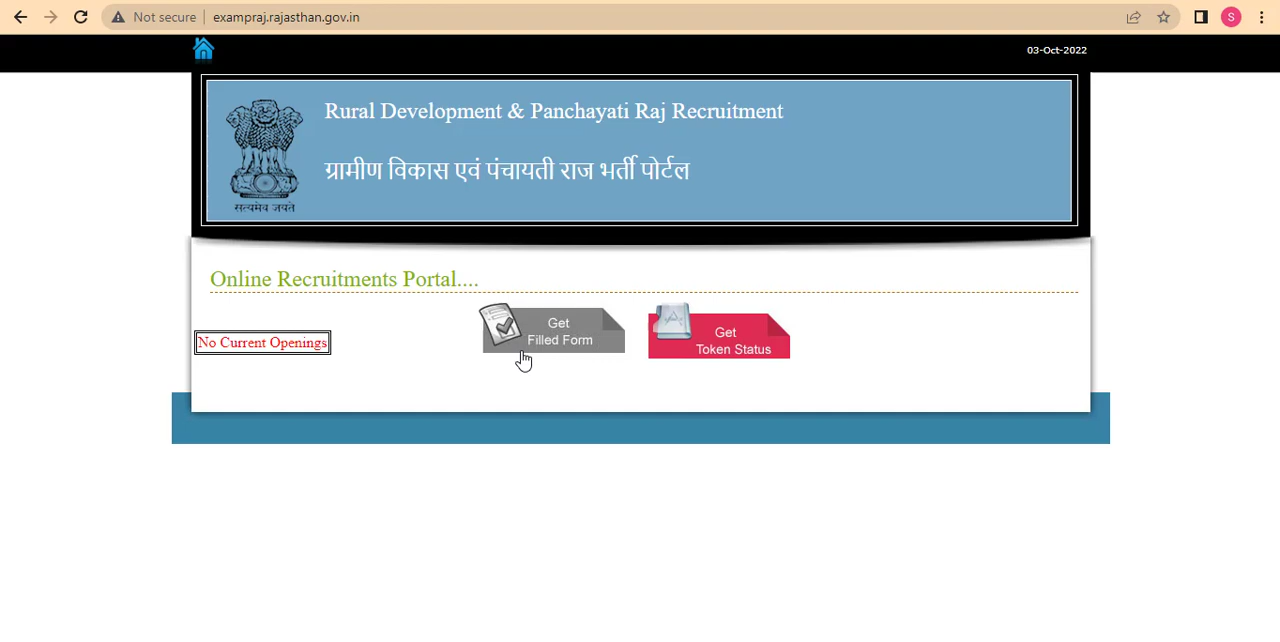 Not secure
exampraj.rajasthan.gov.in
S
03-Oct-2022
Rural Development & Panchayati Raj Recruitment
ग्रामीण विकास एवं पंचायती राज भर्ती पोर्टल
सत्यमेव जयते
Online Recruitments Portal....
No Current Openings
Get
Filled Form
Get
Token Status